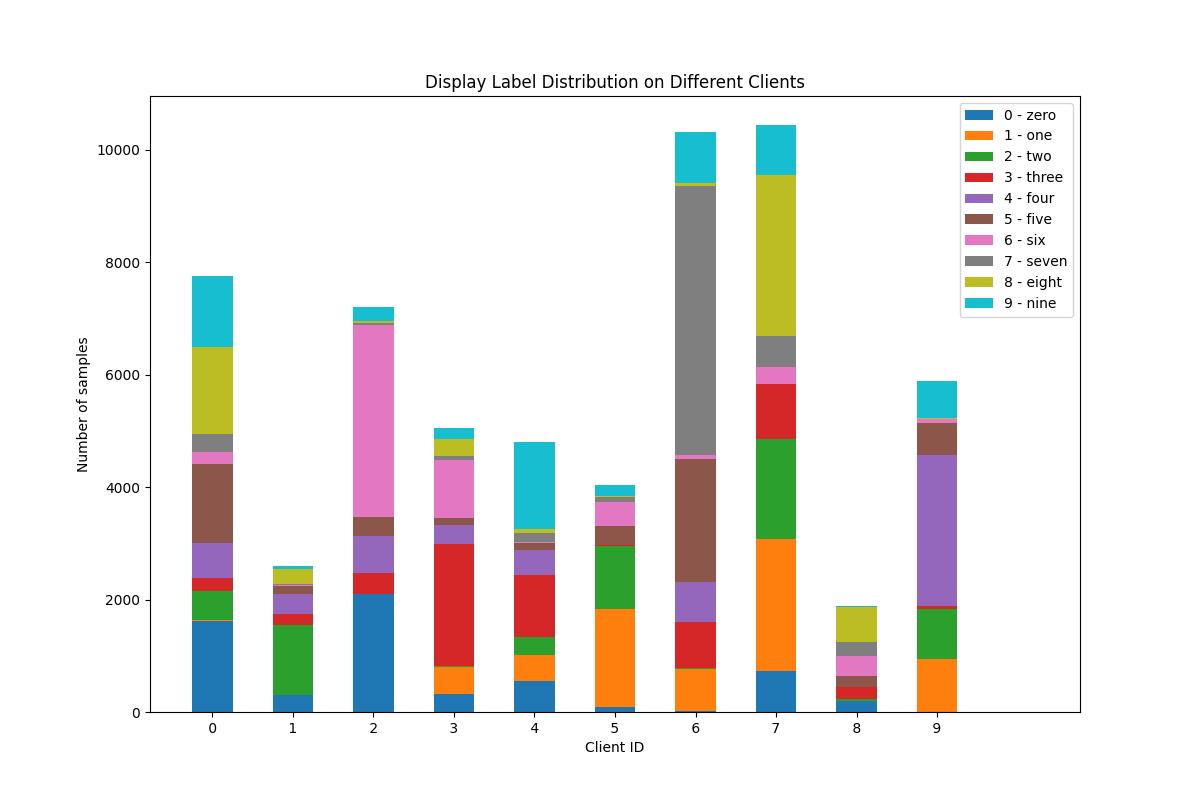 Display Label Distribution on Different Clients
Number of samples
10000
8000
6000
4000
2000
0
0 1 2 3 4 5 6 7 8 9
Client ID
0 - zero
1 - one
2 - two
3 - three
4 - four
5 - five
6 - six
7 - seven
8 - eight
9 - nine